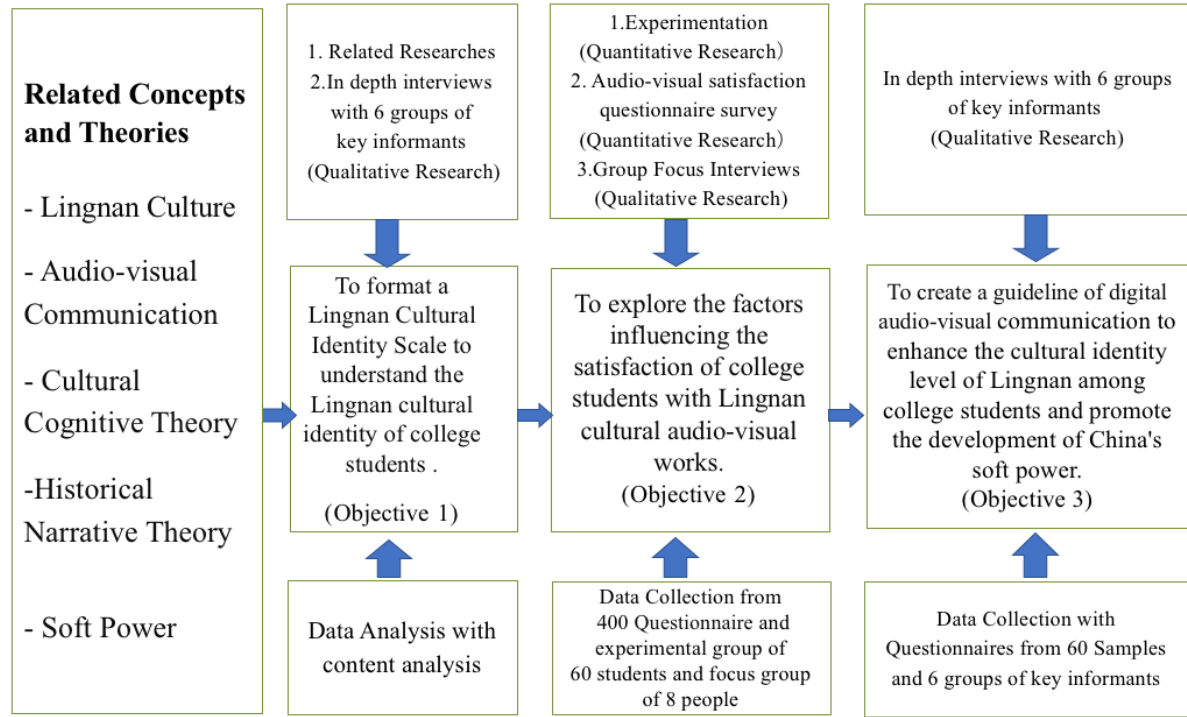 Related Concepts
and Theories
- Lingnan Culture
- Audio-visual
Communication
- Cultural
Cognitive Theory
-Historical
Narrative Theory
- Soft Power
1. Related Researches
2.In depth interviews
with 6 groups of
key informants
(Qualitative Research)
To format a
Lingnan Cultural
Identity Scale to
understand the
Lingnan cultural
identity of college
students .
(Objective 1)
Data Analysis with
content analysis
1.Experimentation
(Quantitative Research）
2. Audio-visual satisfaction
questionnaire survey
(Quantitative Research）
3.Group Focus Interviews
(Qualitative Research)
To explore the factors
influencing the
satisfaction of college
students with Lingnan
cultural audio-visual
works.
(Objective 2)
Data Collection from
400 Questionnaire and
experimental group of
60 students and focus group
of 8 people
In depth interviews with 6 groups
of key informants
(Qualitative Research)
To create a guideline of digital
audio-visual communication to
enhance the cultural identity
level of Lingnan among
college students and promote
the development of China's
soft power.
(Objective 3)
Data Collection with
Questionnaires from 60 Samples
and 6 groups of key informants